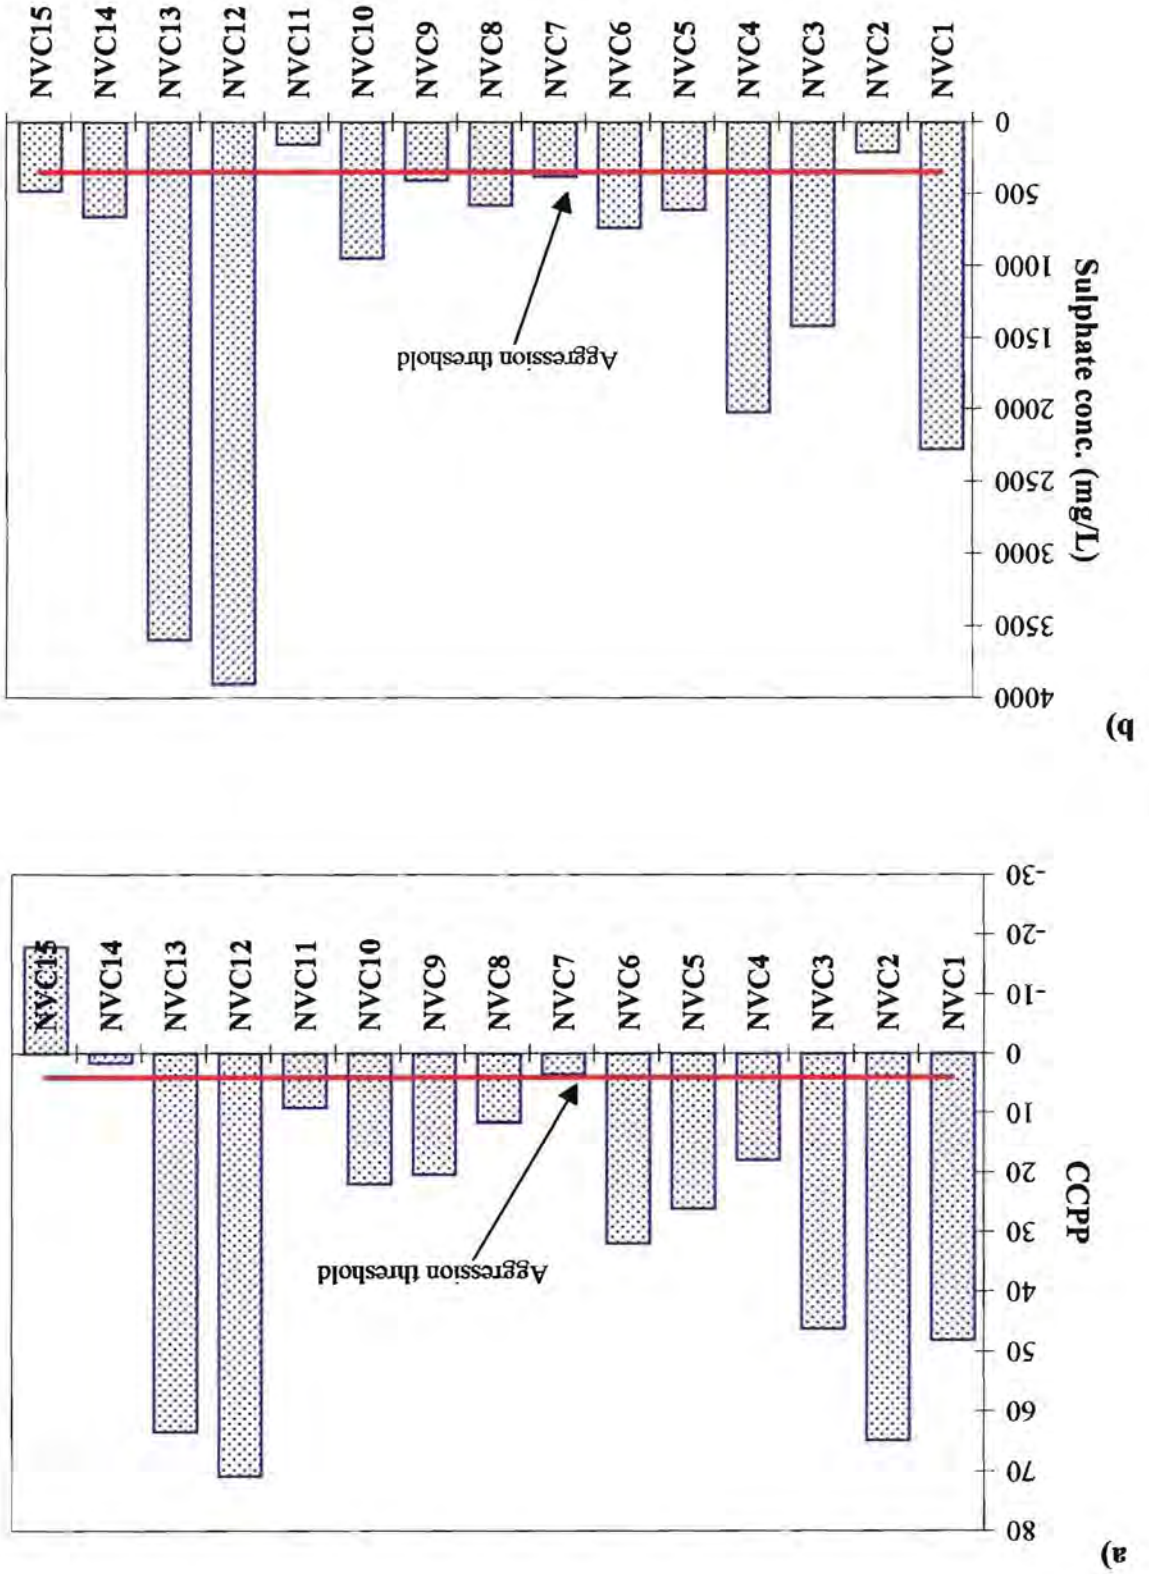 a)
CCPP
80
70
60
50
40
30
20
10
0
-10
-20
-30
Aggression threshold
NVC1
NVC2
NVC3
NVC4
NVC5
NVC6
NVC7
NVC8
NVC9
NVC10
NVC11
NVC12
NVC13
NVC14
NVC15
b)
Sulphate conc. (mg/L)
4000
3500
3000
2500
2000
1500
1000
500
0
Aggression threshold
NVC1
NVC2
NVC3
NVC4
NVC5
NVC6
NVC7
NVC8
NVC9
NVC10
NVC11
NVC12
NVC13
NVC14
NVC15